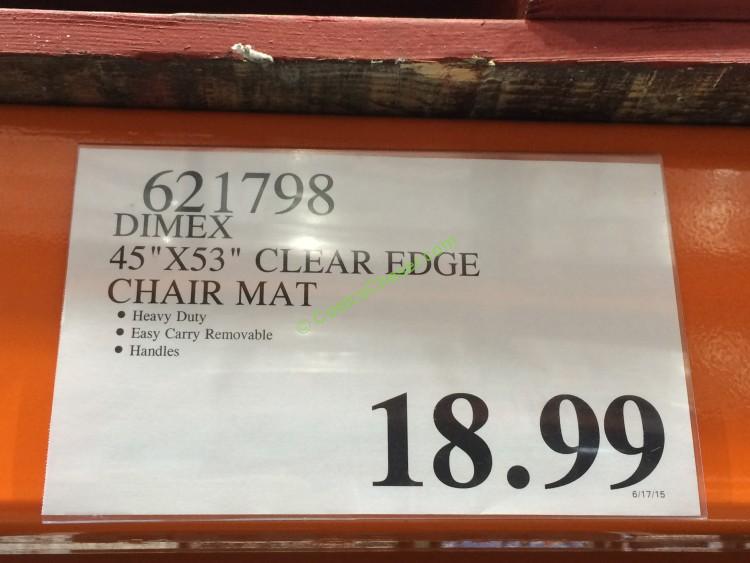 621798
DIMEX
45"X53" CLEAR EDGE
CHAIR MAT
• Heavy Duty
• Easy Carry Removable
• Handles
18.99
6/17/15